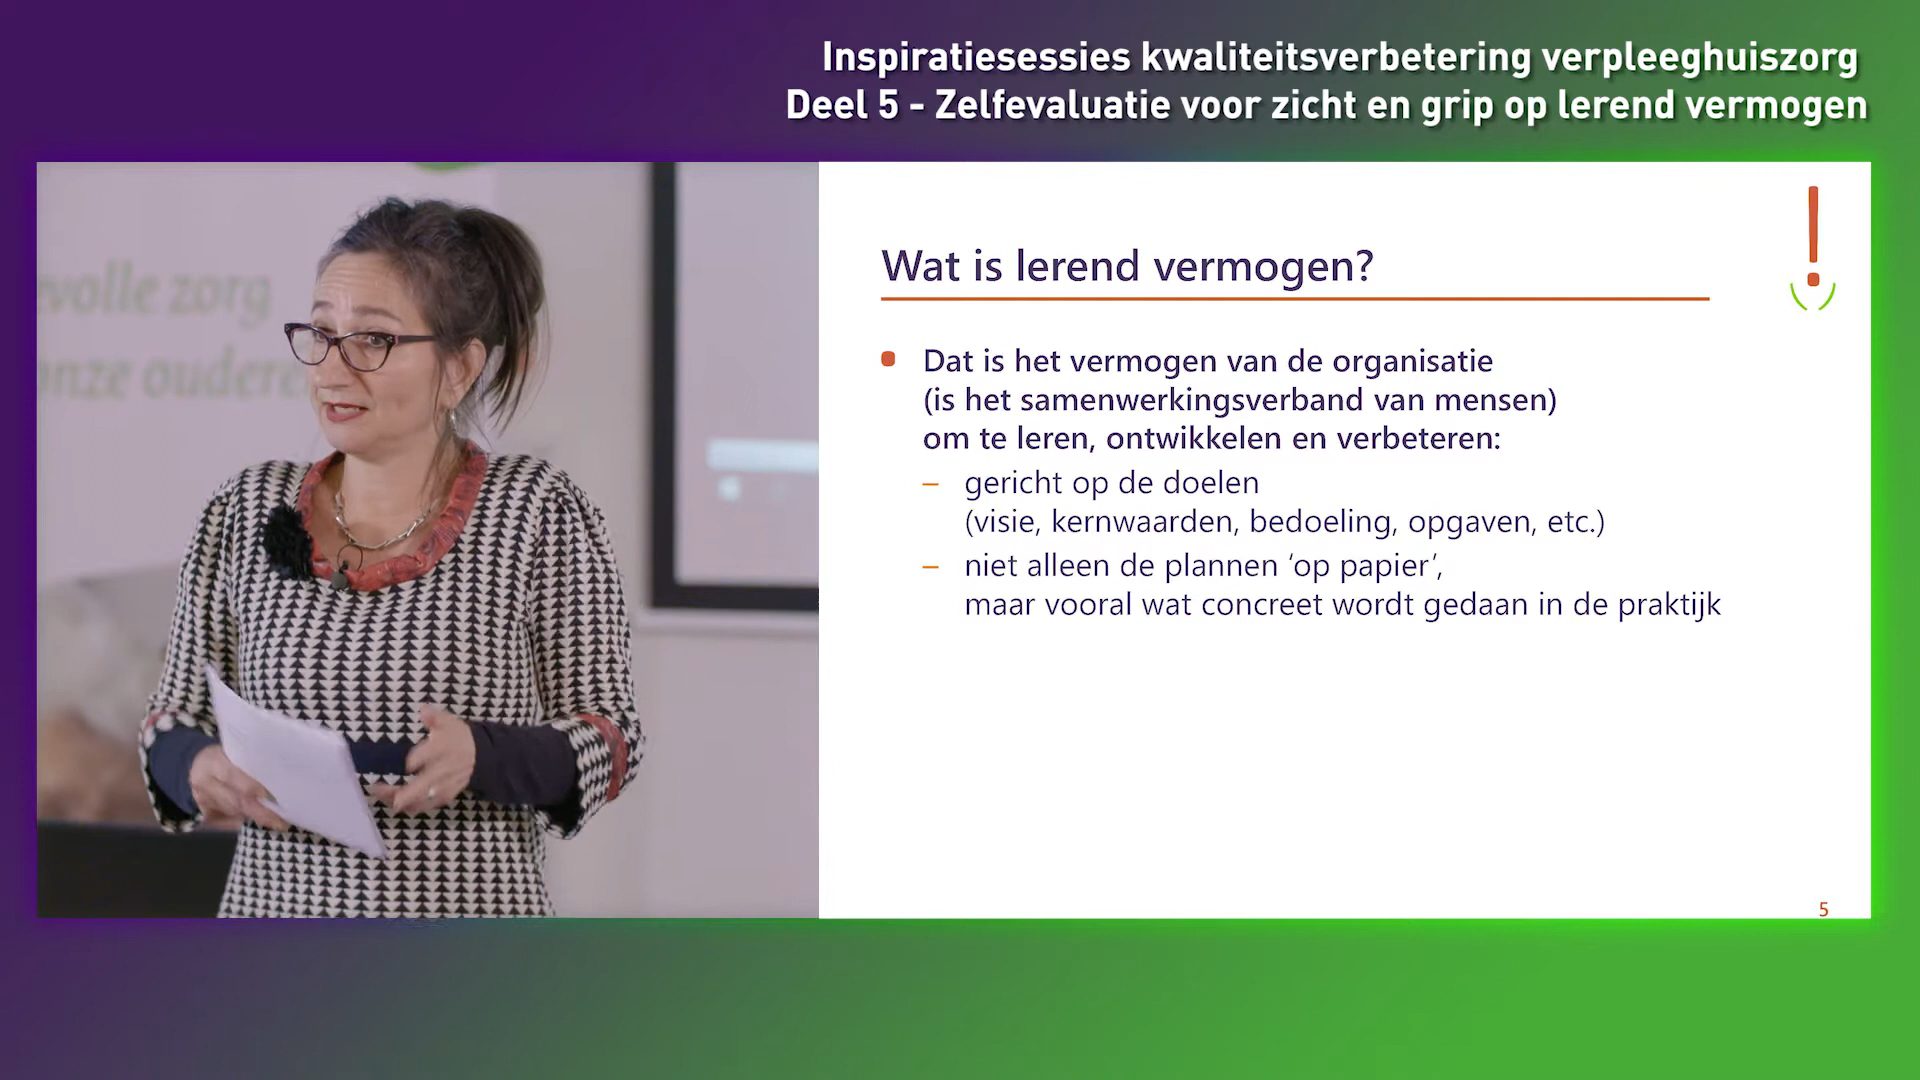 Inspiratiesessies kwaliteitsverbetering verpleeghuiszorg
Deel 5 - Zelfevaluatie voor zicht en grip op lerend vermogen
evolle zorg
onze oudere
Wat is lerend vermogen?
Dat is het vermogen van de organisatie
(is het samenwerkingsverband van mensen)
om te leren, ontwikkelen en verbeteren:
– gericht op de doelen
(visie, kernwaarden, bedoeling, opgaven, etc.)
– niet alleen de plannen ‘op papier’,
maar vooral wat concreet wordt gedaan in de praktijk
5